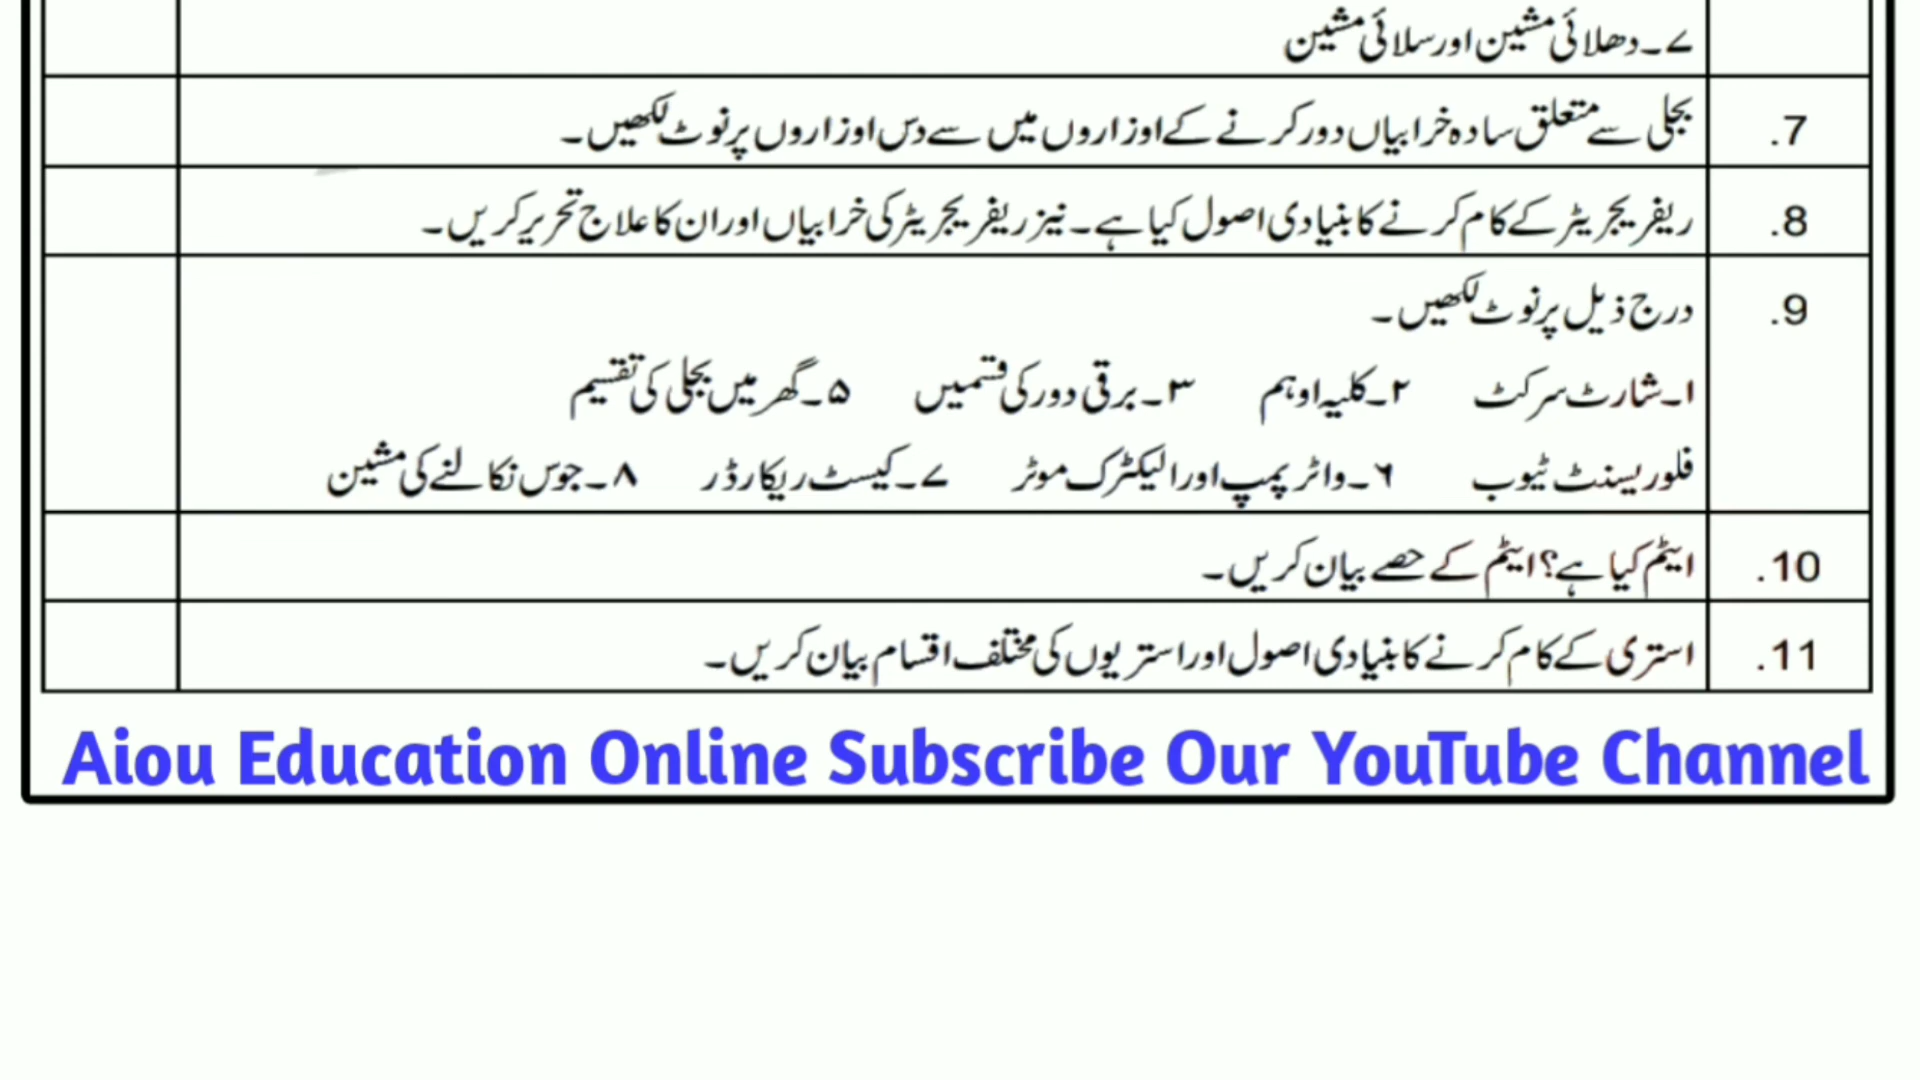 ۷۔دھلائی مشین اور سلائی مشین
7. بجلی سے متعلق سادہ خرابیاں دور کرنے کے اوزاروں میں سے دس اوزاروں پر نوٹ لکھیں۔
8. ریفریجریٹر کے کام کرنے کا بنیادی اصول کیا ہے۔ نیز ریفریجریٹر کی خرابیاں اور ان کا علاج تحریر کریں۔
9. درج ذیل پر نوٹ لکھیں۔
۱۔شارٹ سرکٹ ۲۔کلیہ اوہم ۳۔برقی دور کی قسمیں ۵۔گھر میں بجلی کی تقسیم
فلوریسنٹ ٹیوب ۶۔واٹر پمپ اور الیکٹرک موٹر ۷۔کیسٹ ریکارڈر ۸۔جوس نکالنے کی مشین
10. ایٹم کیا ہے؟ ایٹم کے حصے بیان کریں۔
11. استری کے کام کرنے کا بنیادی اصول اور استریوں کی مختلف اقسام بیان کریں۔
Aiou Education Online Subscribe Our YouTube Channel